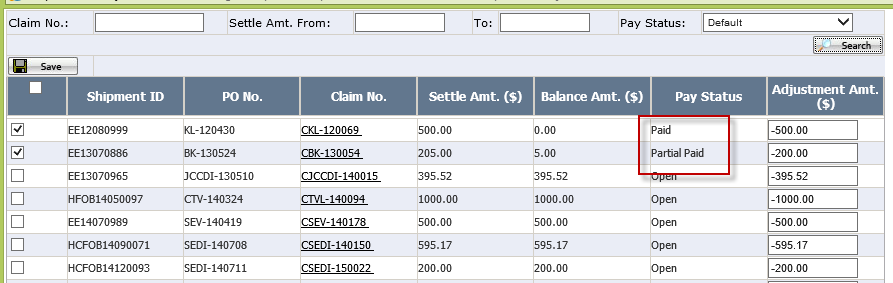 Claim No.: Settle Amt. From: To: Pay Status: Default
Search
Save
Shipment ID PO No. Claim No. Settle Amt. ($) Balance Amt. ($) Pay Status Adjustment Amt. ($)
EE12080999 KL-120430 CKL-120069 500.00 0.00 Paid -500.00
EE13070886 BK-130524 CBK-130054 205.00 5.00 Partial Paid -200.00
EE13070965 JCCDI-130510 CJCCDI-140015 395.52 395.52 Open -395.52
HFOB14050097 CTV-140324 CTVL-140094 1000.00 1000.00 Open -1000.00
EE14070989 SEV-140419 CSEV-140178 500.00 500.00 Open -500.00
HCFOB14090071 SEDI-140708 CSEDI-140150 595.17 595.17 Open -595.17
HCFOB14120093 SEDI-140711 CSEDI-150022 200.00 200.00 Open -200.00